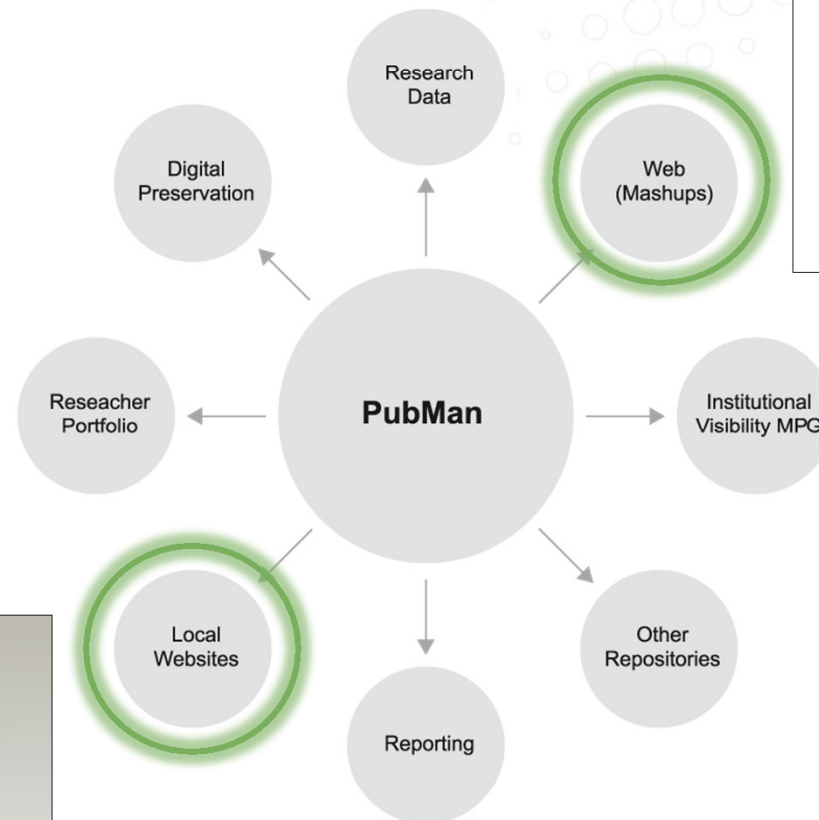 Research
Data
Digital
Preservation
Web
(Mashups)
Reseacher
Portfolio
PubMan
Institutional
Visibility MPG
Local
Websites
Other
Repositories
Reporting